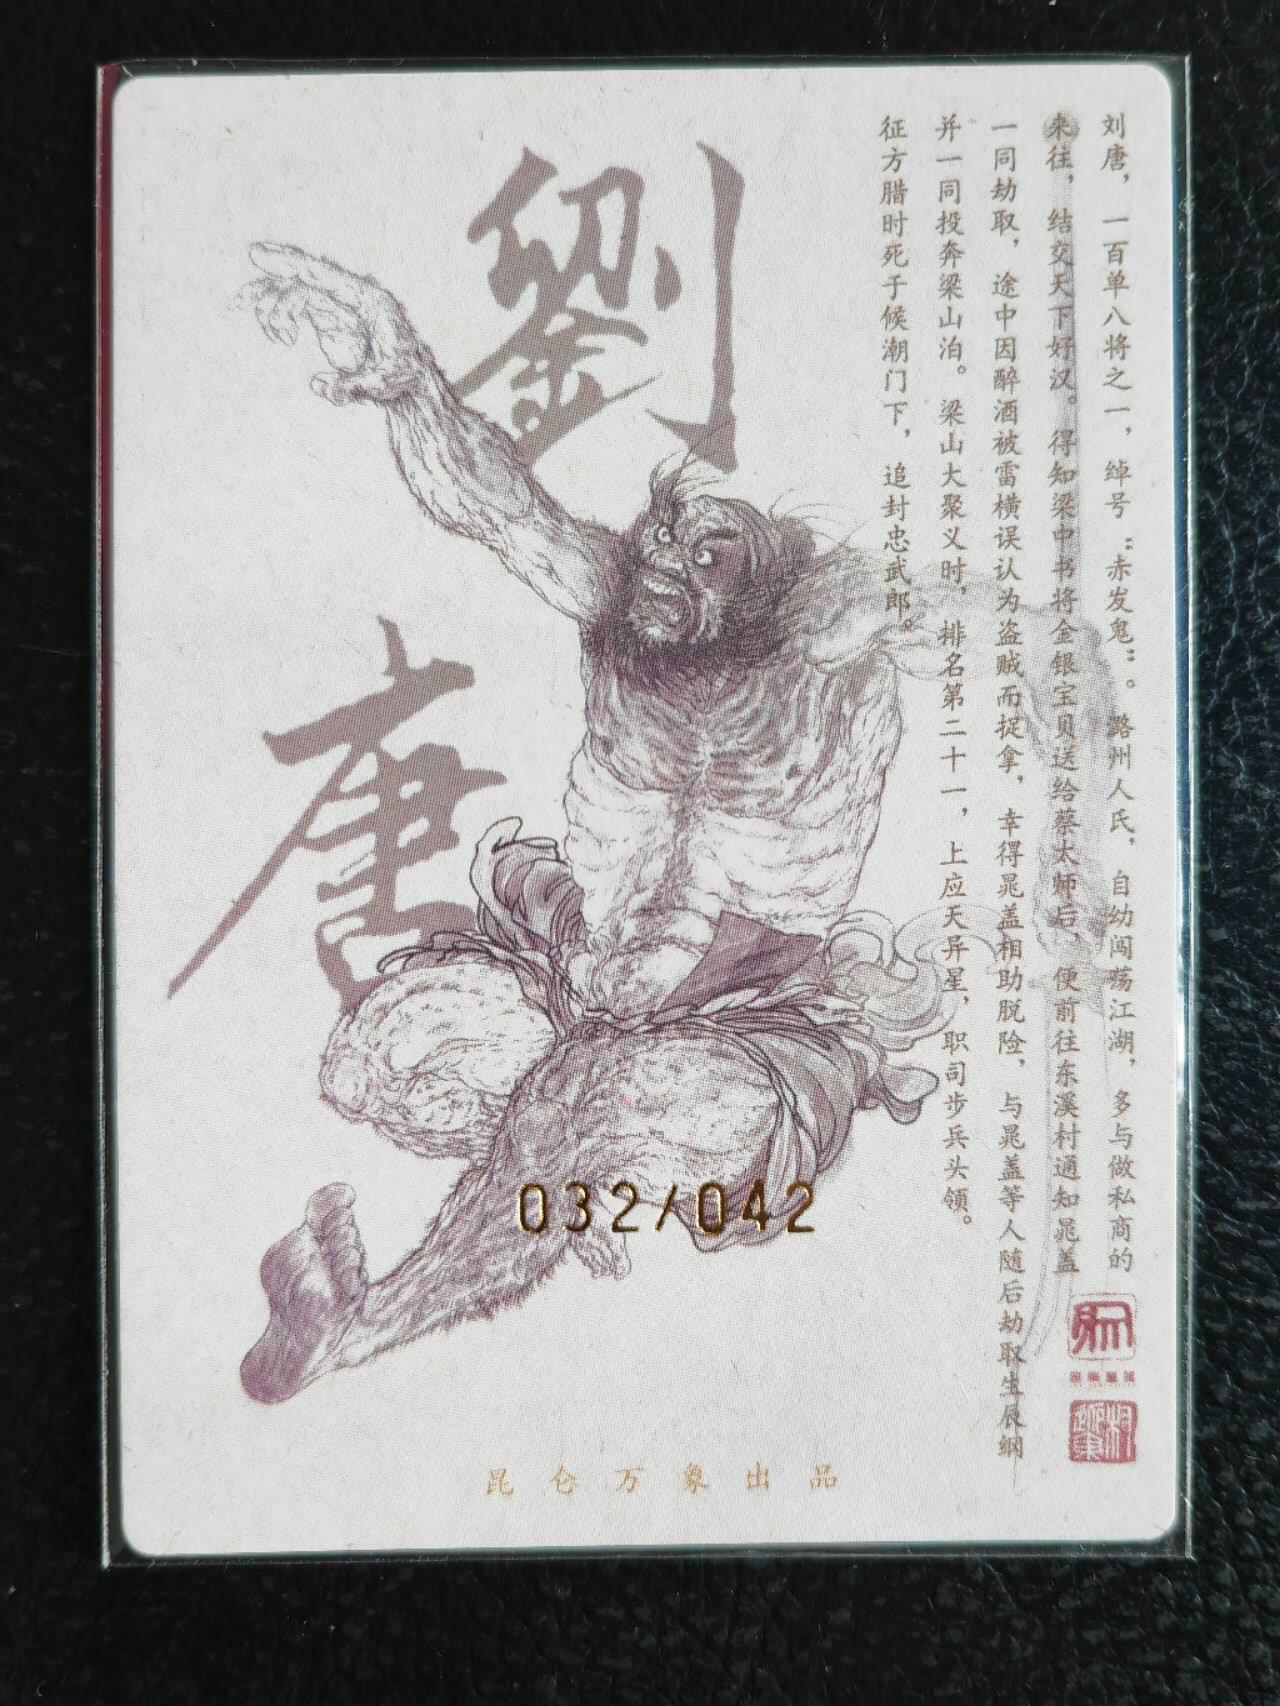 劉
唐
刘唐，一百单八将之一，绰号“赤发鬼”。潞州人氏，自幼闯荡江湖，多与做私商的
来往，结交天下好汉。得知梁中书将金银宝贝送给蔡太师后，便前往东溪村通知晁盖
一同劫取，途中因醉酒被雷横误认为盗贼而捉拿，幸得晁盖相助脱险，与晁盖等人随后劫取生辰纲
并一同投奔梁山泊。梁山大聚义时，排名第二十一，上应天异星，职司步兵头领。
征方腊时死于候潮门下，追封忠武郎。
032/042
昆仑万象出品